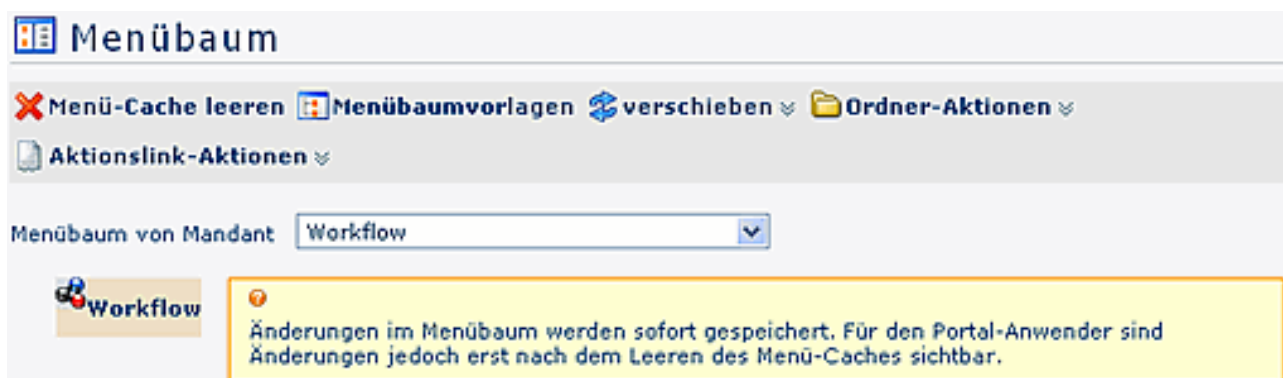 Menübaum
Menü-Cache leeren Menübaumvorlagen verschieben Ordner-Aktionen
Aktionslink-Aktionen
Menübaum von Mandant Workflow
Workflow
Änderungen im Menübaum werden sofort gespeichert. Für den Portal-Anwender sind
Änderungen jedoch erst nach dem Leeren des Menü-Caches sichtbar.